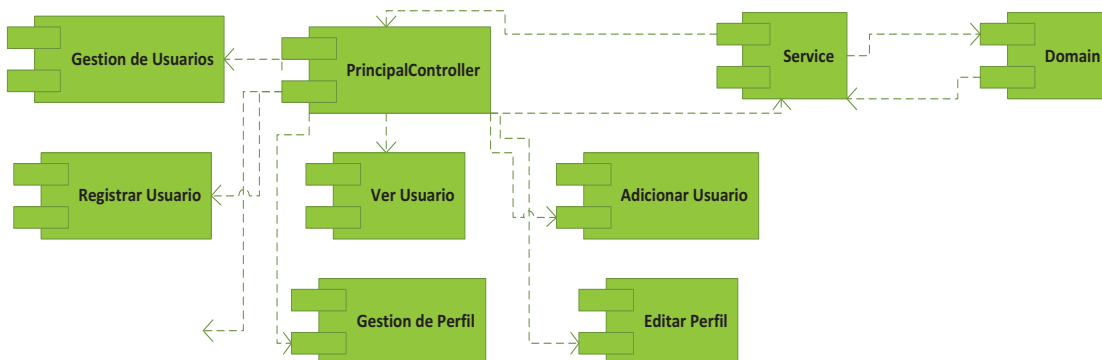 Gestion de Usuarios
PrincipalController
Service
Domain
Registrar Usuario
Ver Usuario
Adicionar Usuario
Gestion de Perfil
Editar Perfil